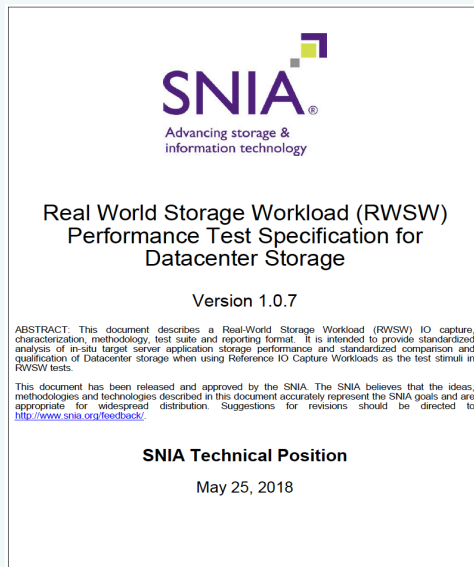 SNIA®
Advancing storage &
information technology
Real World Storage Workload (RWSW)
Performance Test Specification for
Datacenter Storage
Version 1.0.7
ABSTRACT: This document describes a Real-World Storage Workload (RWSW) IO capture,
characterization, methodology, test suite and reporting format. It is intended to provide standardized
analysis of in-situ target server application storage performance and standardized comparison and
qualification of Datacenter storage when using Reference IO Capture Workloads as the test stimuli in
RWSW tests.
This document has been released and approved by the SNIA. The SNIA believes that the ideas,
methodologies and technologies described in this document accurately represent the SNIA goals and are
appropriate for widespread distribution. Suggestions for revisions should be directed to
http://www.snia.org/feedback/.
SNIA Technical Position
May 25, 2018